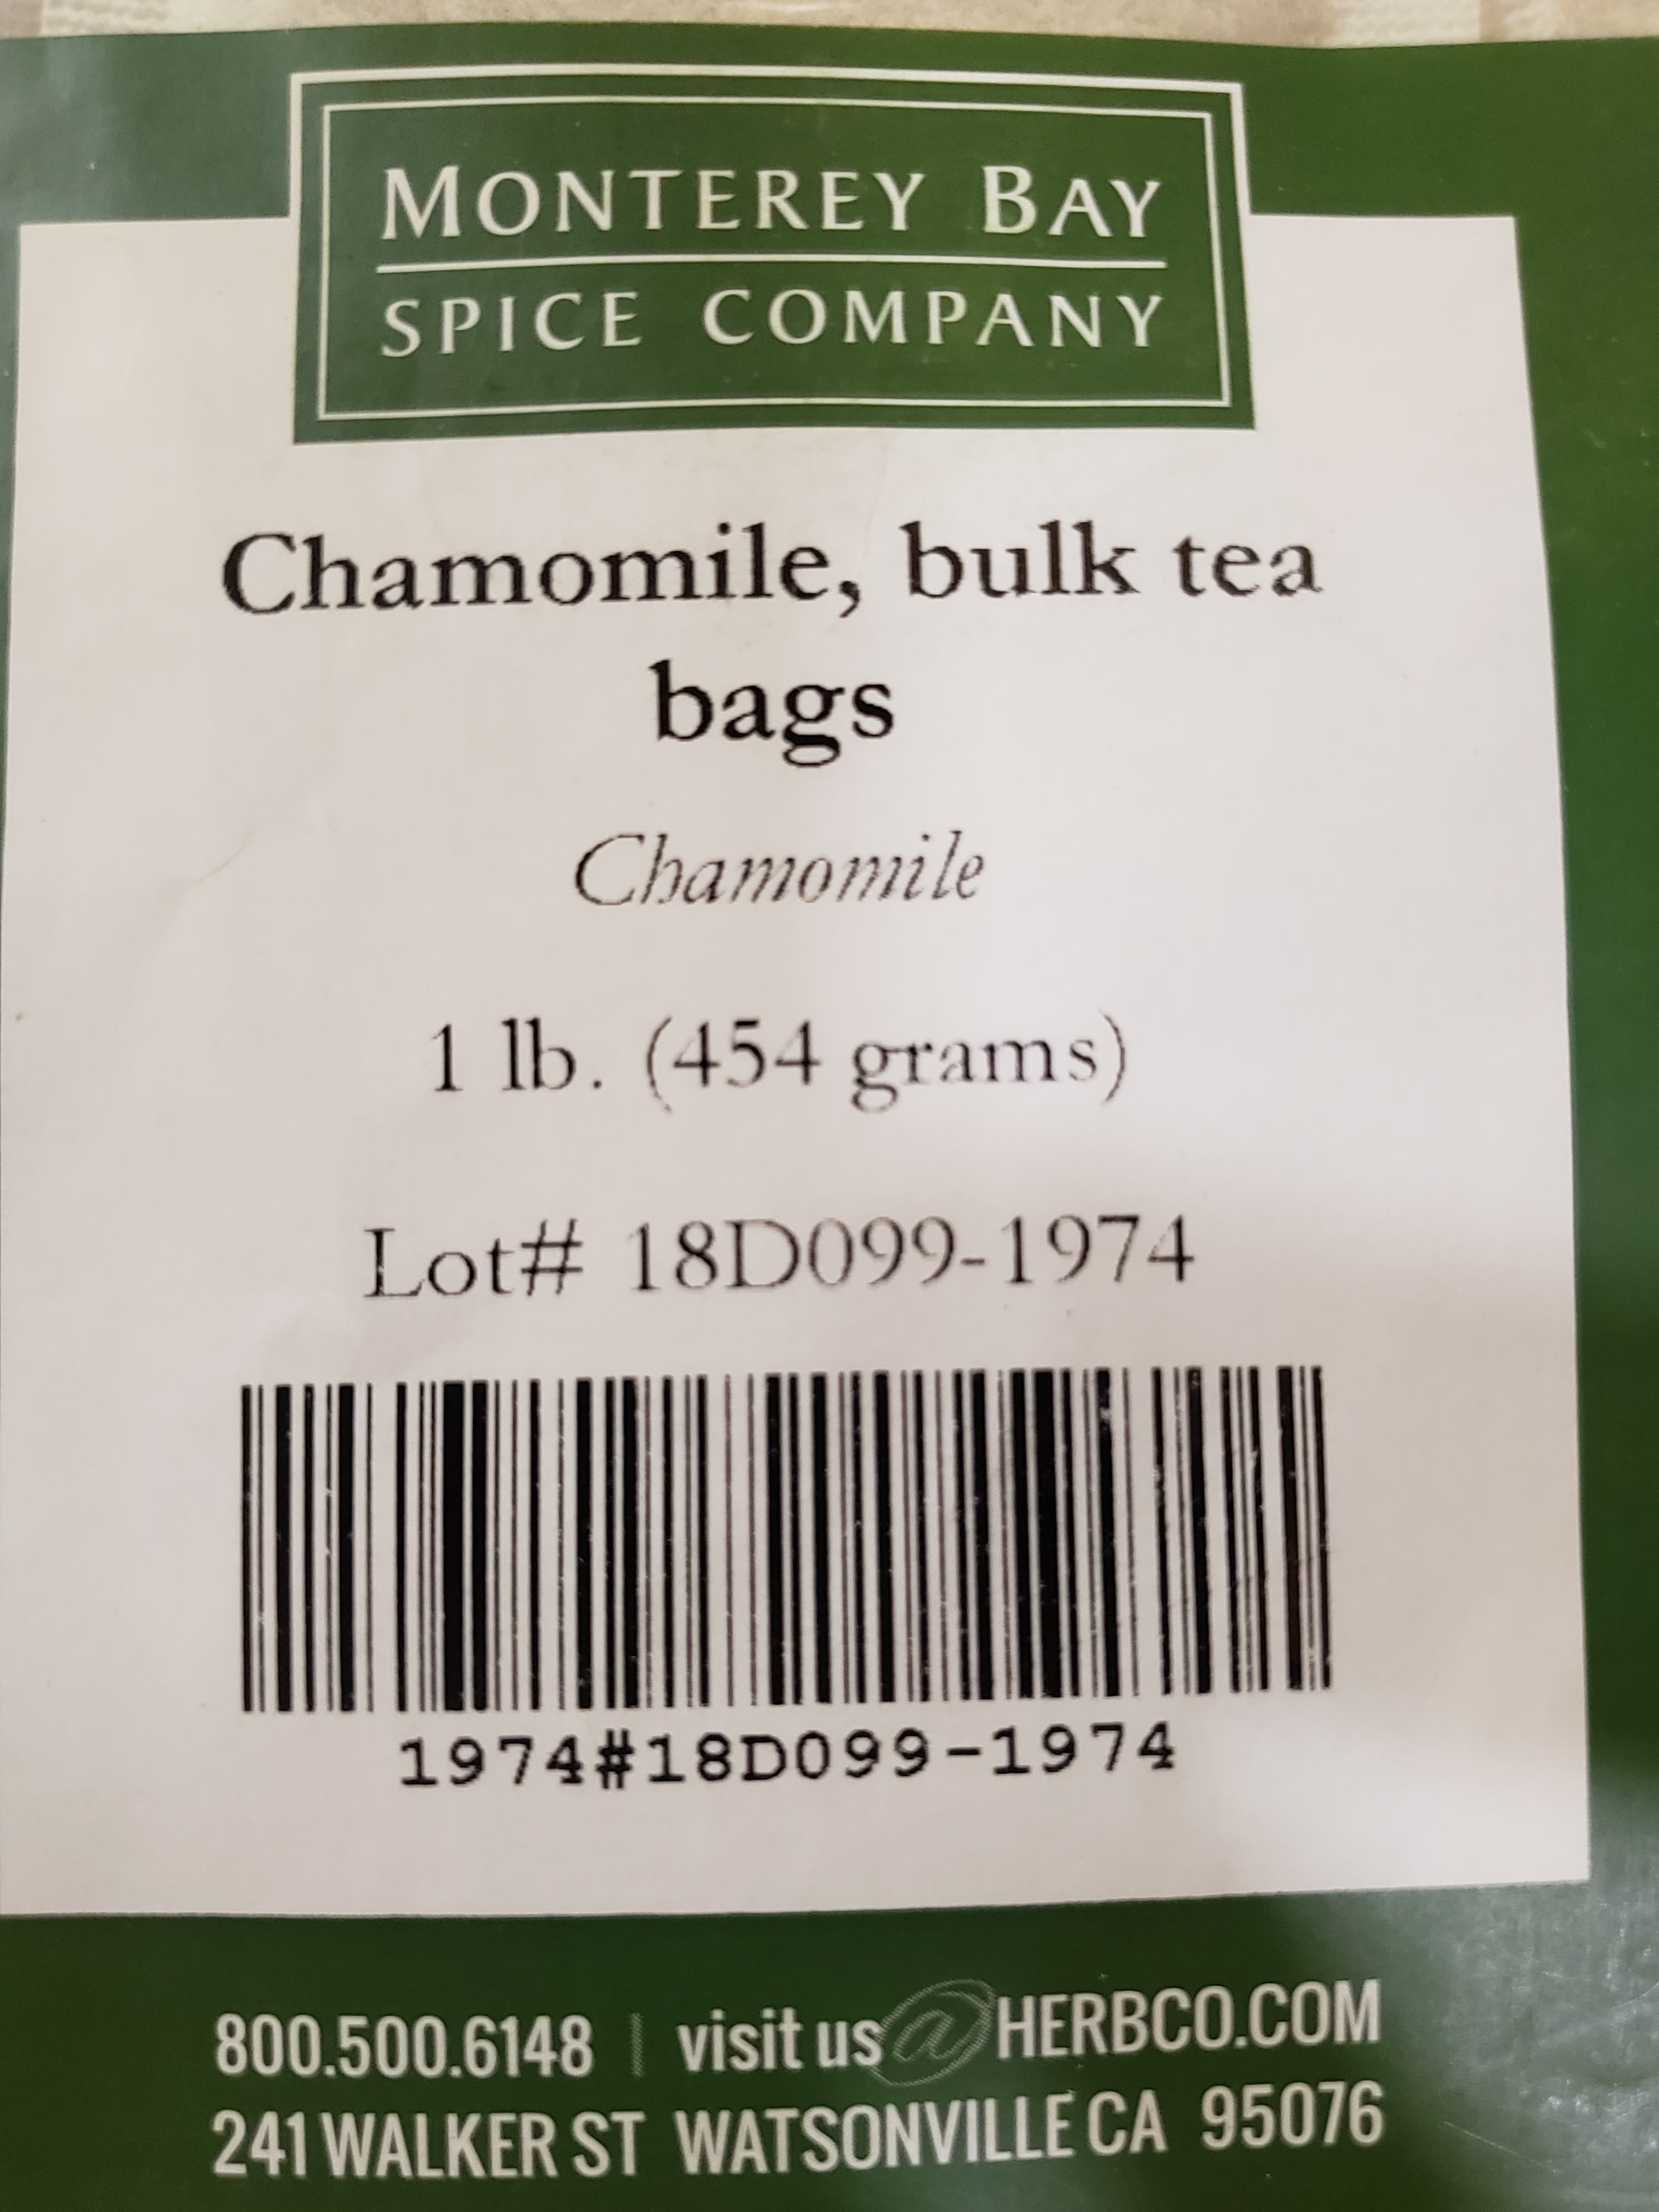 MONTEREY BAY
SPICE COMPANY
Chamomile, bulk tea
bags
Chamomile
1 lb. (454 grams)
Lot# 18D099-1974
1974#18D099-1974
800.500.6148 | visit us @ HERBCO.COM
241 WALKER ST WATSONVILLE CA 95076